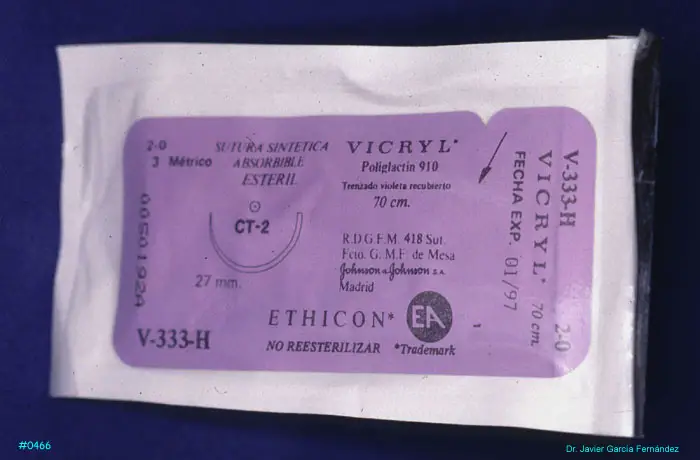 2-0
3 Métrico
SUTURA SINTETICA
ABSORBIBLE
ESTERIL
CT-2
27 mm.
0050192A
V-333-H
VICRYL*
Poliglactin 910
Trenzado violeta recubierto
70 cm.
R.D.G.F.M. 418 Sut.
Fcto. G. M.F. de Mesa
Johnson & Johnson S.A.
Madrid
ETHICON*
EA
NO REESTERILIZAR *Trademark
V-333-H 2-0
VICRYL* 70 cm.
FECHA EXP. 01/97
#0466
Dr. Javier García Fernández